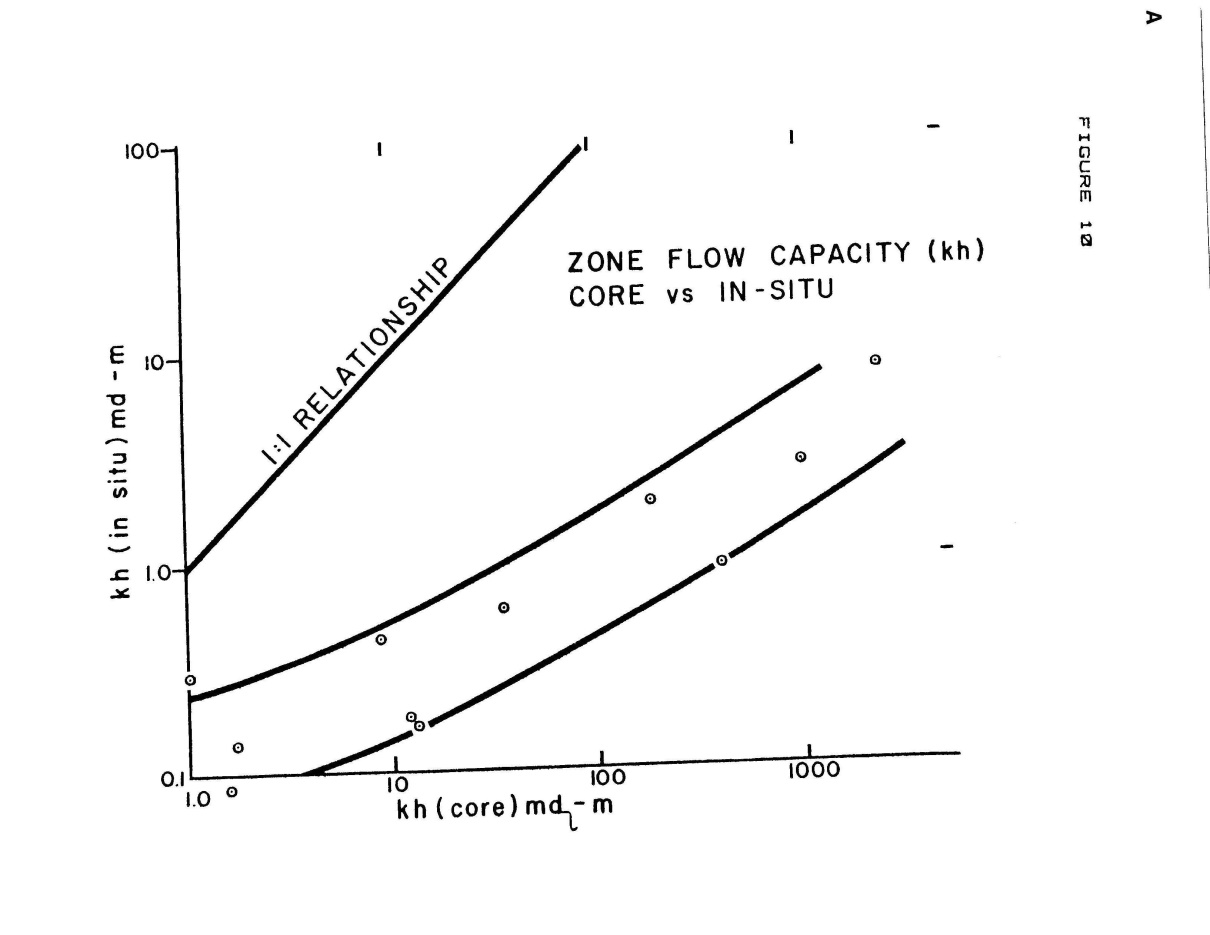 A
FIGURE 10
ZONE FLOW CAPACITY (kh)
CORE vs IN-SITU
1:1 RELATIONSHIP
kh (in situ) md - m
100
10
1.0
0.1
1.0
10
100
1000
kh (core) md - m